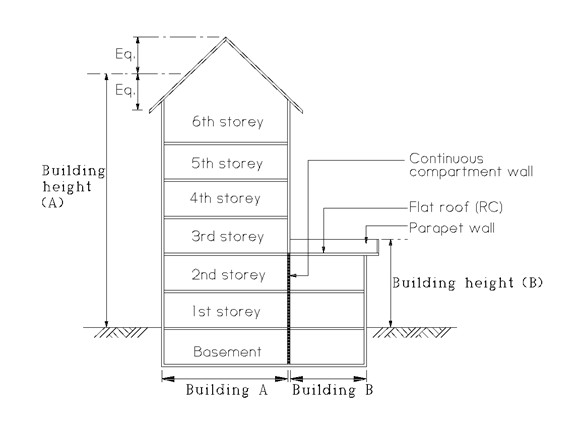 Eq.
Eq.
6th storey
5th storey
4th storey
3rd storey
2nd storey
1st storey
Basement
Building
height
(A)
Continuous
compartment wall
Flat roof (RC)
Parapet wall
Building height (B)
Building A
Building B